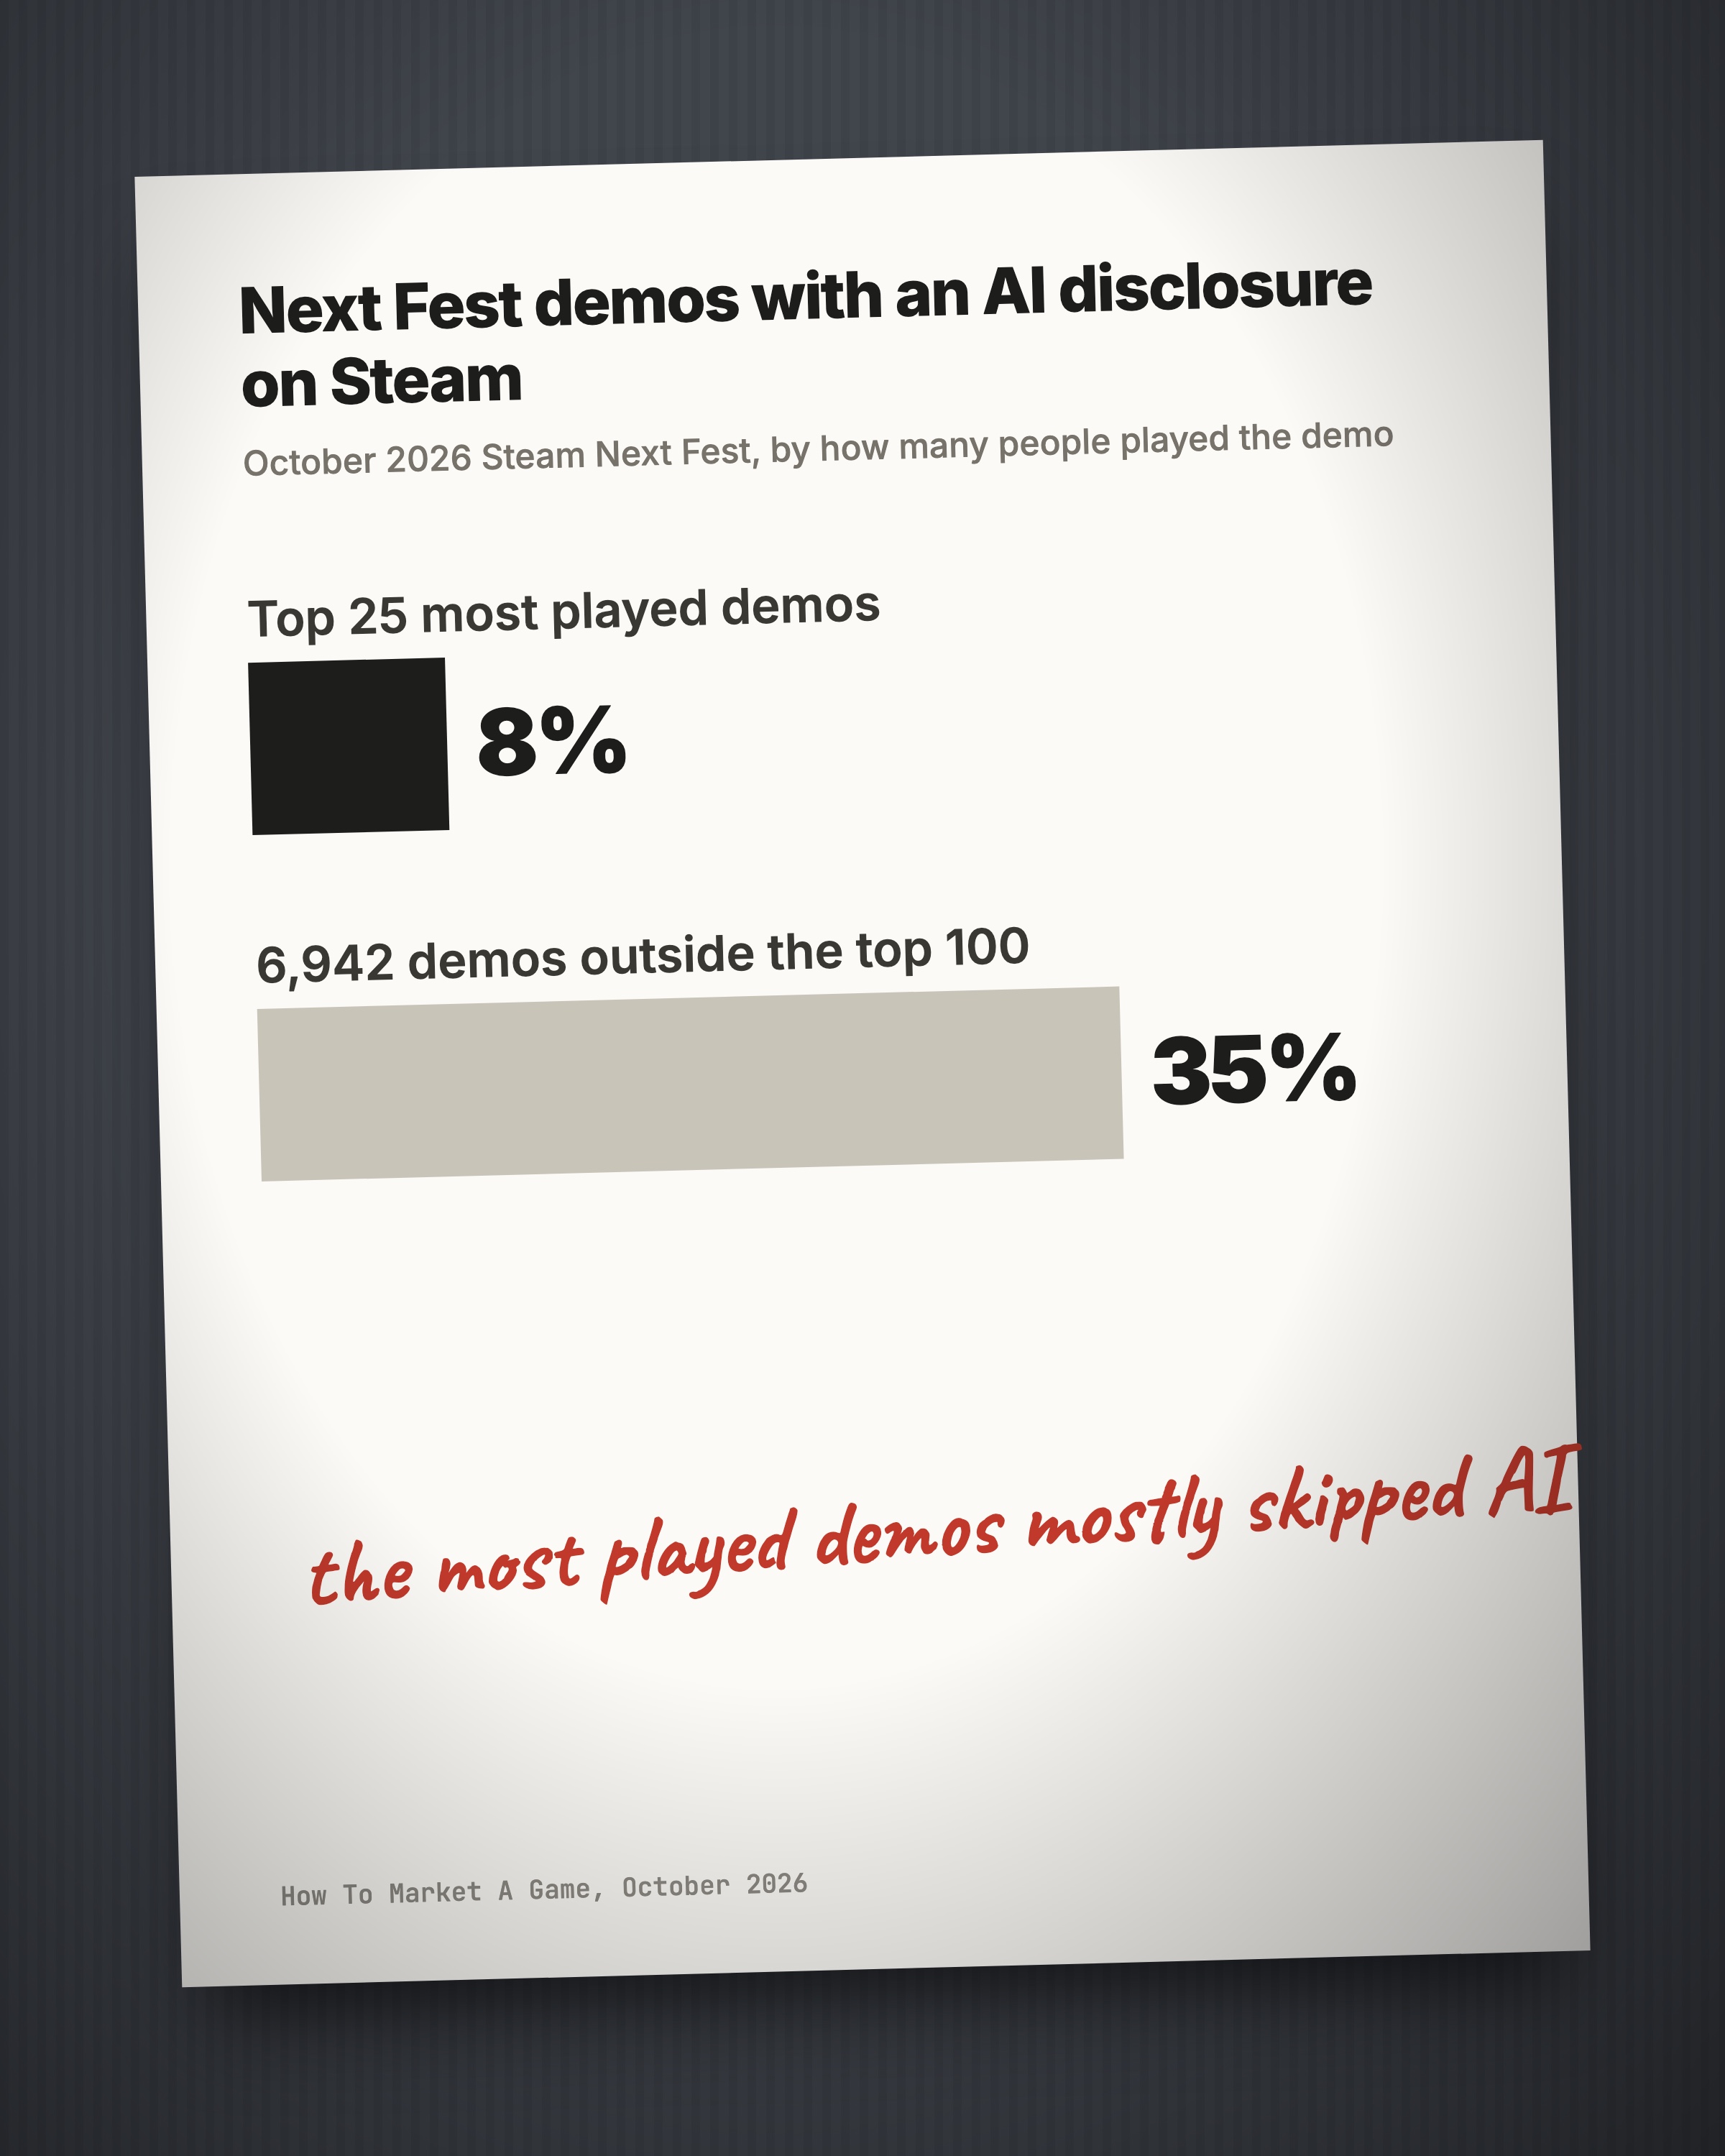 Next Fest demos with an AI disclosure
on Steam
October 2026 Steam Next Fest, by how many people played the demo
Top 25 most played demos
8%
6,942 demos outside the top 100
35%
the most played demos mostly skipped AI
How To Market A Game, October 2026